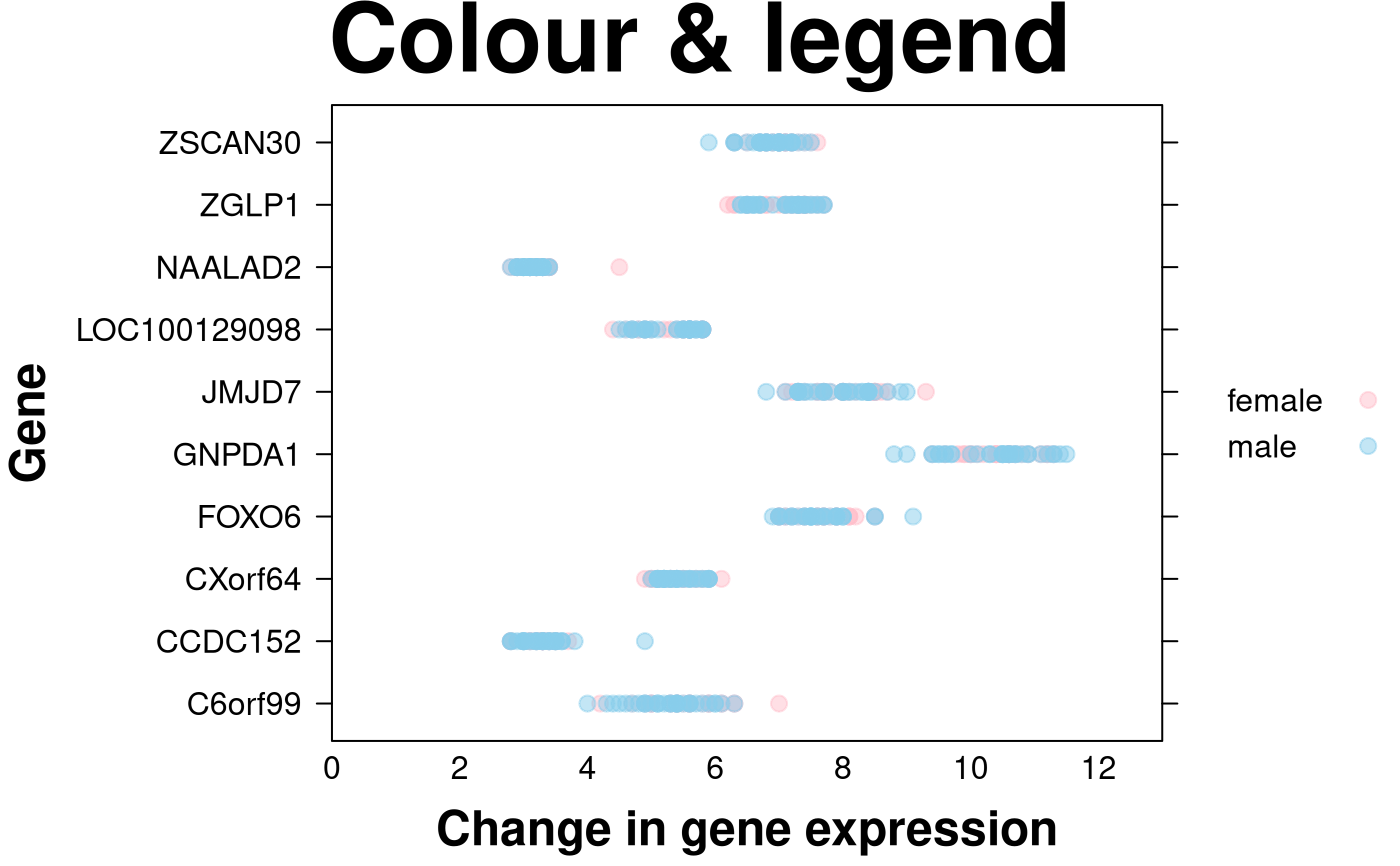 Colour & legend
ZSCAN30
ZGLP1
NAALAD2
LOC100129098
JMJD7
GNPDA1
FOXO6
CXorf64
CCDC152
C6orf99
Gene
0 2 4 6 8 10 12
Change in gene expression
female
male